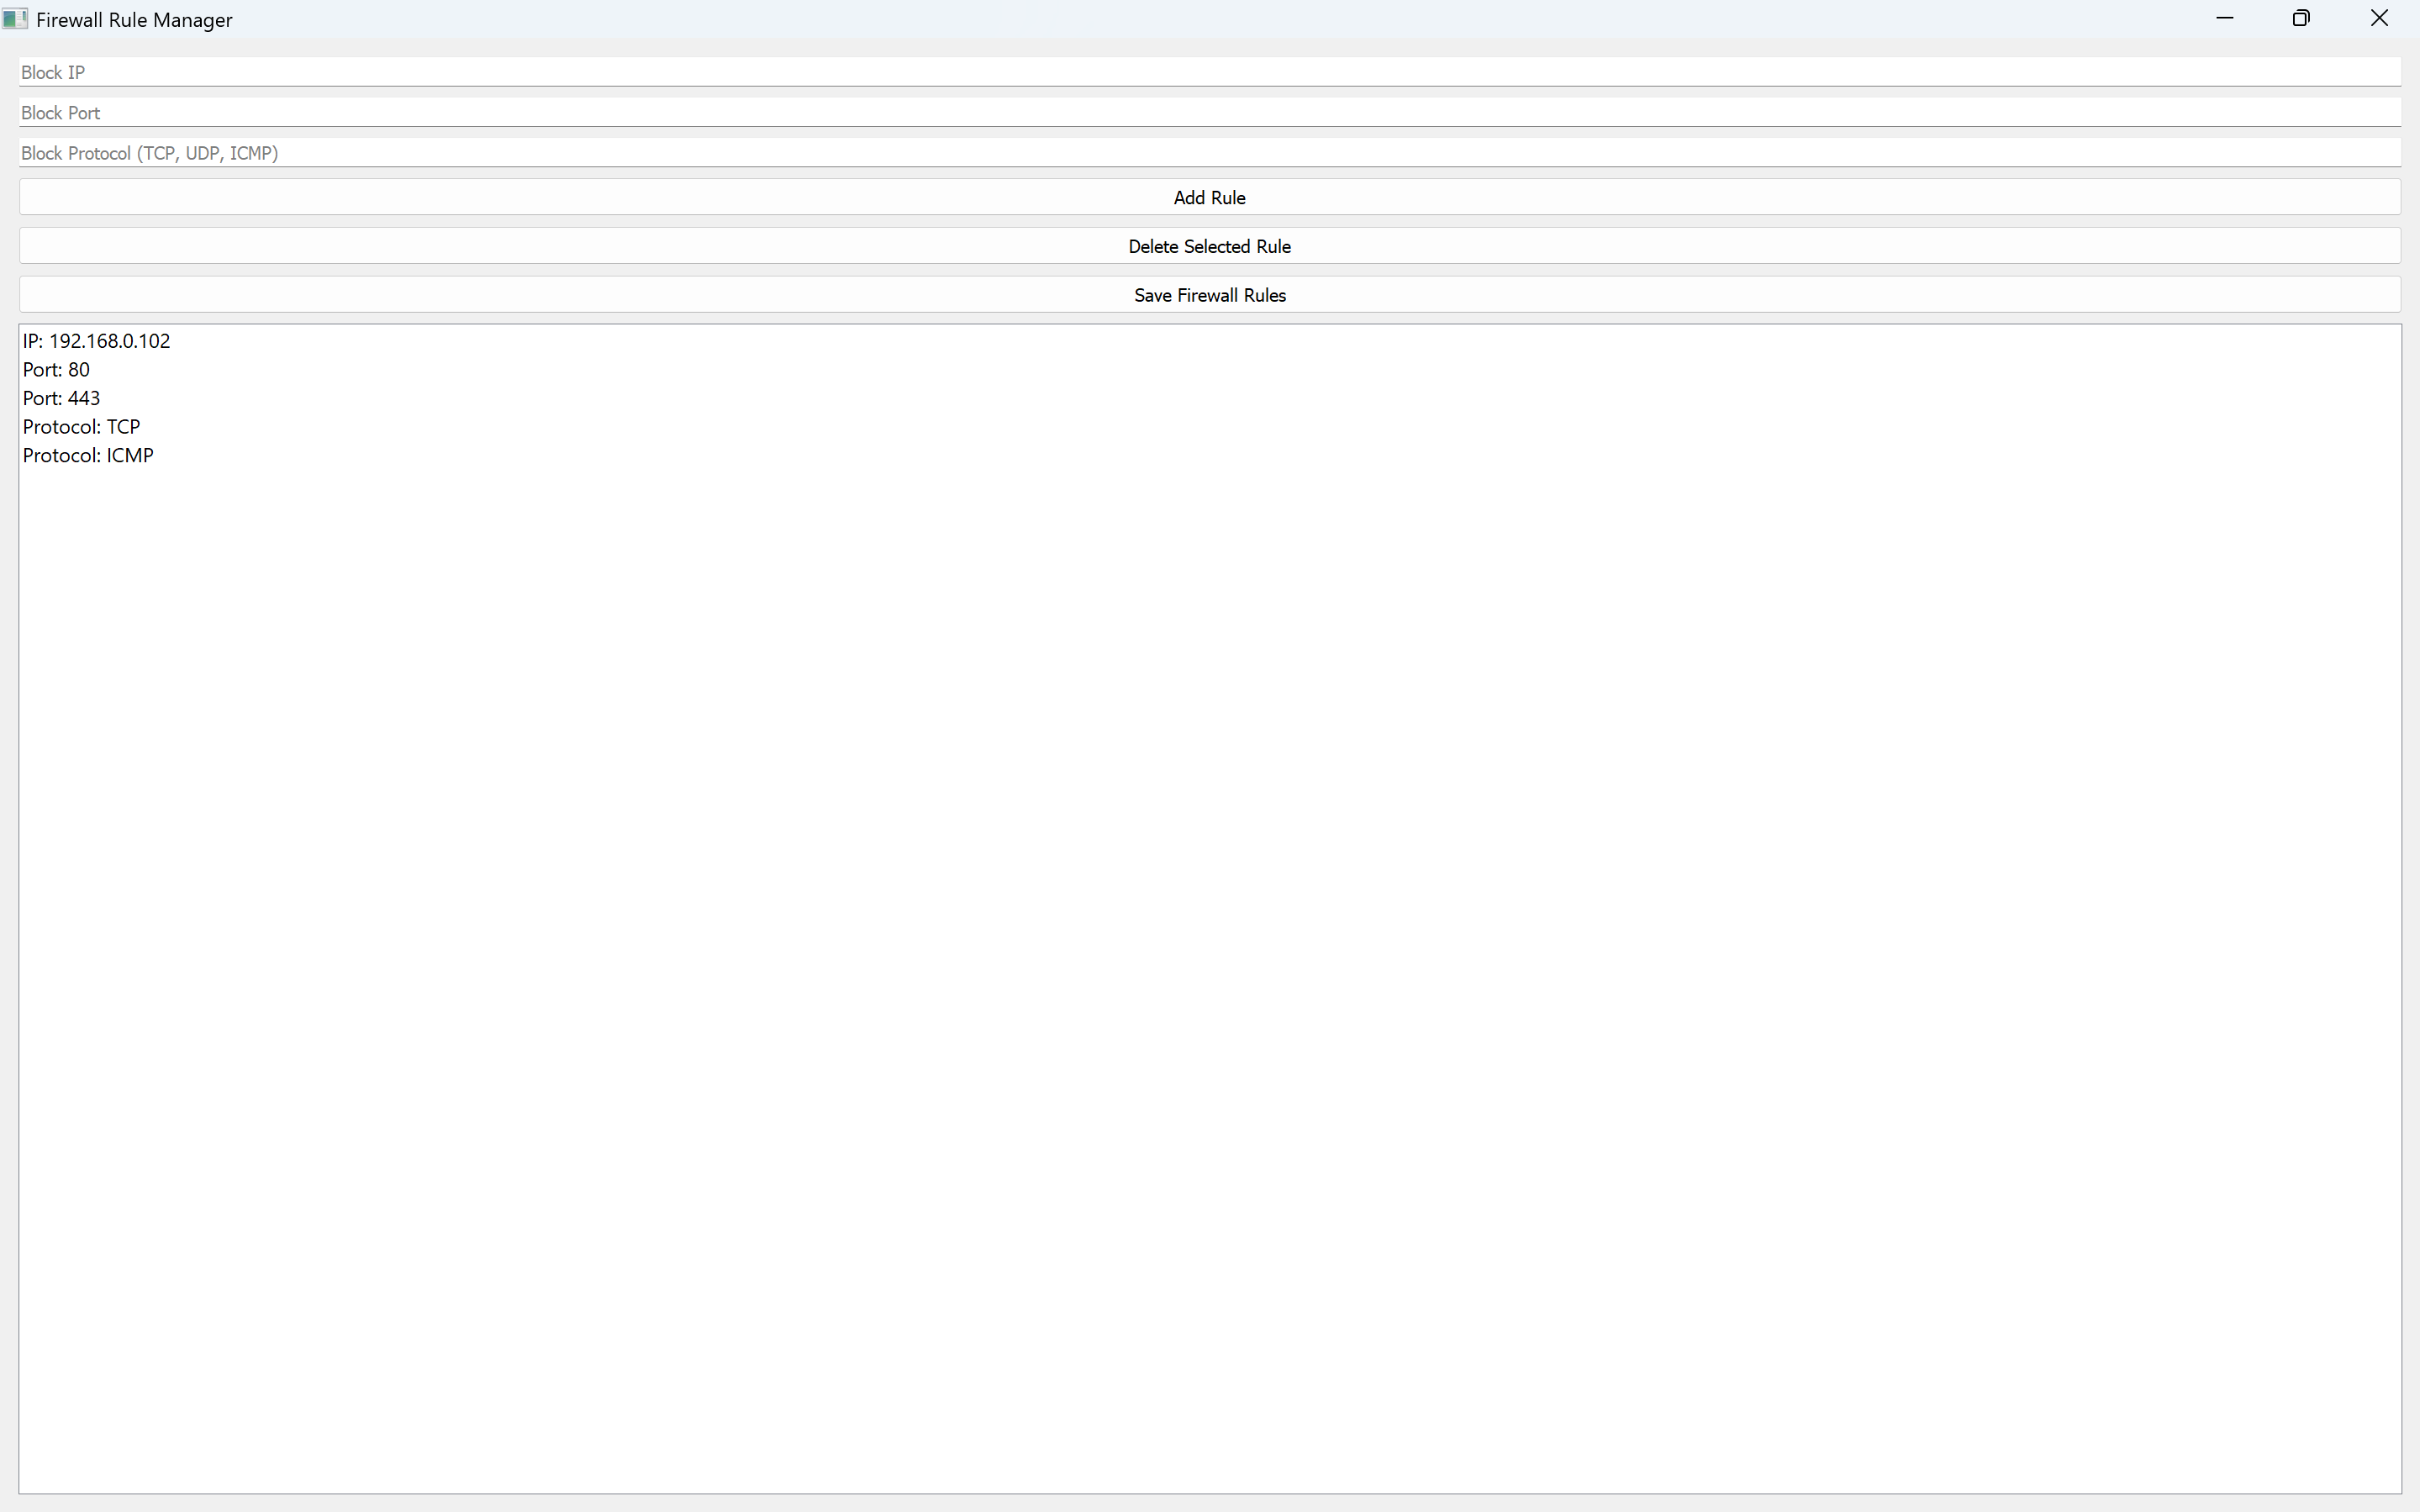 Firewall Rule Manager
Block IP
Block Port
Block Protocol (TCP, UDP, ICMP)
Add Rule
Delete Selected Rule
Save Firewall Rules
IP: 192.168.0.102
Port: 80
Port: 443
Protocol: TCP
Protocol: ICMP